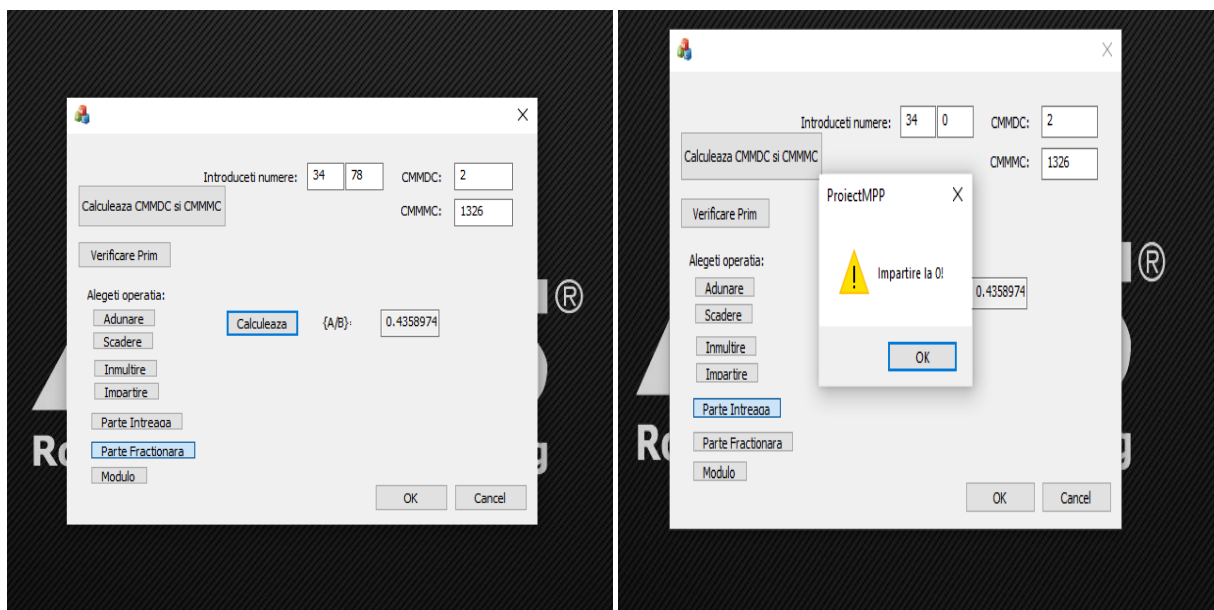 Introduceti numere: 34 78 CMMDC: 2
Calculeaza CMMDC si CMMMC
CMMMC: 1326
Verificare Prim
Alegeti operatia:
Adunare
Calculeaza {A/B}: 0.4358974
Scadere
Inmultire
Impartire
Parte Intreaga
Parte Fractionara
Modulo
OK Cancel
®
Introduceti numere: 34 0 CMMDC: 2
Calculeaza CMMDC si CMMMC
CMMMC: 1326
ProiectMPP
Verificare Prim
Impartire la 0!
Alegeti operatia:
Adunare
0.4358974
Scadere
Inmultire
OK
Impartire
Parte Intreaga
Parte Fractionara
Modulo
OK Cancel
®